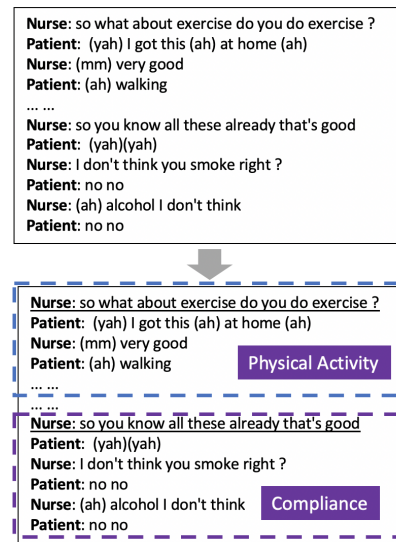 Nurse: so what about exercise do you do exercise ?
Patient:  (yah) I got this (ah) at home (ah)
Nurse: (mm) very good
Patient: (ah) walking
... ...
Nurse: so you know all these already that's good
Patient:  (yah)(yah)
Nurse: I don't think you smoke right ?
Patient: no no
Nurse: (ah) alcohol I don't think
Patient: no no
Nurse: so what about exercise do you do exercise ?
Patient:  (yah) I got this (ah) at home (ah)
Nurse: (mm) very good
Patient: (ah) walking
Physical Activity
... ...
... ...
Nurse: so you know all these already that's good
Patient:  (yah)(yah)
Nurse: I don't think you smoke right ?
Patient: no no
Nurse: (ah) alcohol I don't think
Compliance
Patient: no no